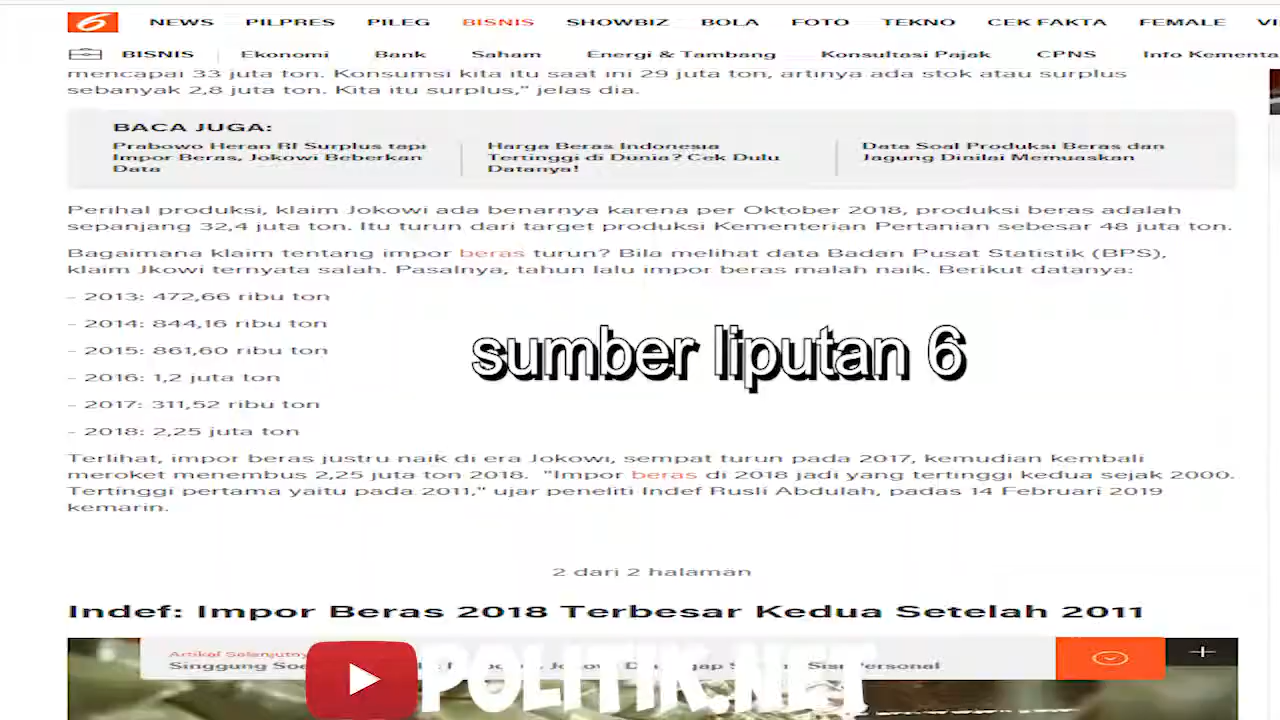 6 NEWS PILPRES PILEG BISNIS SHOWBIZ BOLA FOTO TEKNO CEK FAKTA FEMALE
BISNIS Ekonomi Bank Saham Energi & Tambang Konsultasi Pajak CPNS Info Kementa
mencapai 33 juta ton. Konsumsi kita itu saat ini 29 juta ton, artinya ada stok atau surplus
sebanyak 2,8 juta ton. Kita itu surplus," jelas dia.
BACA JUGA:
Prabowo Heran RI Surplus tapi
Impor Beras, Jokowi Beberkan
Data
Harga Beras Indonesia
Tertinggi di Dunia? Cek Dulu
Datanya!
Data Soal Produksi Beras dan
Jagung Dinilai Memuaskan
Perihal produksi, klaim Jokowi ada benarnya karena per Oktober 2018, produksi beras adalah
sepanjang 32,4 juta ton. Itu turun dari target produksi Kementerian Pertanian sebesar 48 juta ton.
Bagaimana klaim tentang impor beras turun? Bila melihat data Badan Pusat Statistik (BPS),
klaim Jkowi ternyata salah. Pasalnya, tahun lalu impor beras malah naik. Berikut datanya:
- 2013: 472,66 ribu ton
- 2014: 844,16 ribu ton
- 2015: 861,60 ribu ton
- 2016: 1,2 juta ton
- 2017: 311,52 ribu ton
- 2018: 2,25 juta ton
sumber liputan 6
Terlihat, impor beras justru naik di era Jokowi, sempat turun pada 2017, kemudian kembali
meroket menembus 2,25 juta ton 2018. "Impor beras di 2018 jadi yang tertinggi kedua sejak 2000.
Tertinggi pertama yaitu pada 2011," ujar peneliti Indef Rusli Abdulah, padas 14 Februari 2019
kemarin.
2 dari 2 halaman
Indef: Impor Beras 2018 Terbesar Kedua Setelah 2011
Artikel Selanjutnya
Singgung Personal
POLITIK.NET